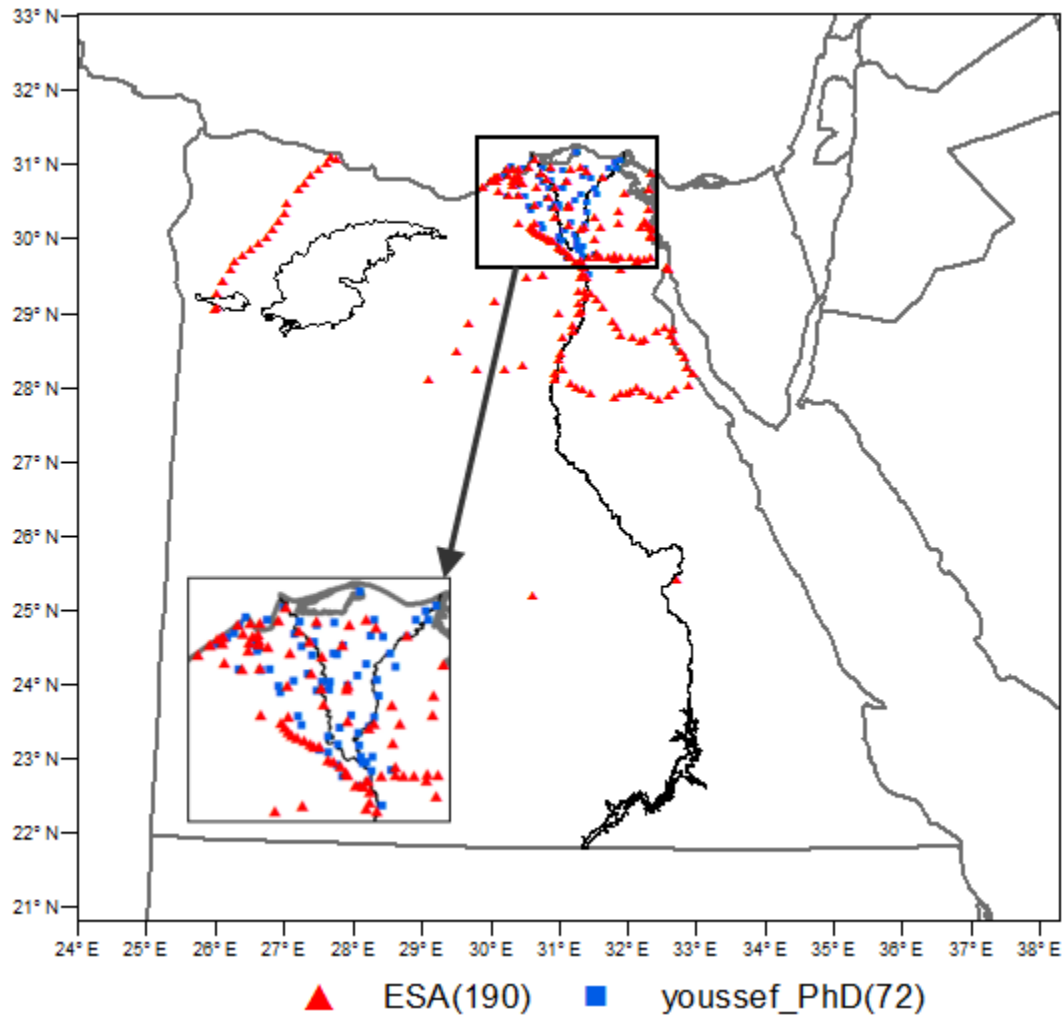 33° N
32° N
31° N
30° N
29° N
28° N
27° N
26° N
25° N
24° N
23° N
22° N
21° N
24° E 25° E 26° E 27° E 28° E 29° E 30° E 31° E 32° E 33° E 34° E 35° E 36° E 37° E 38° E
ESA(190) youssef_PhD(72)